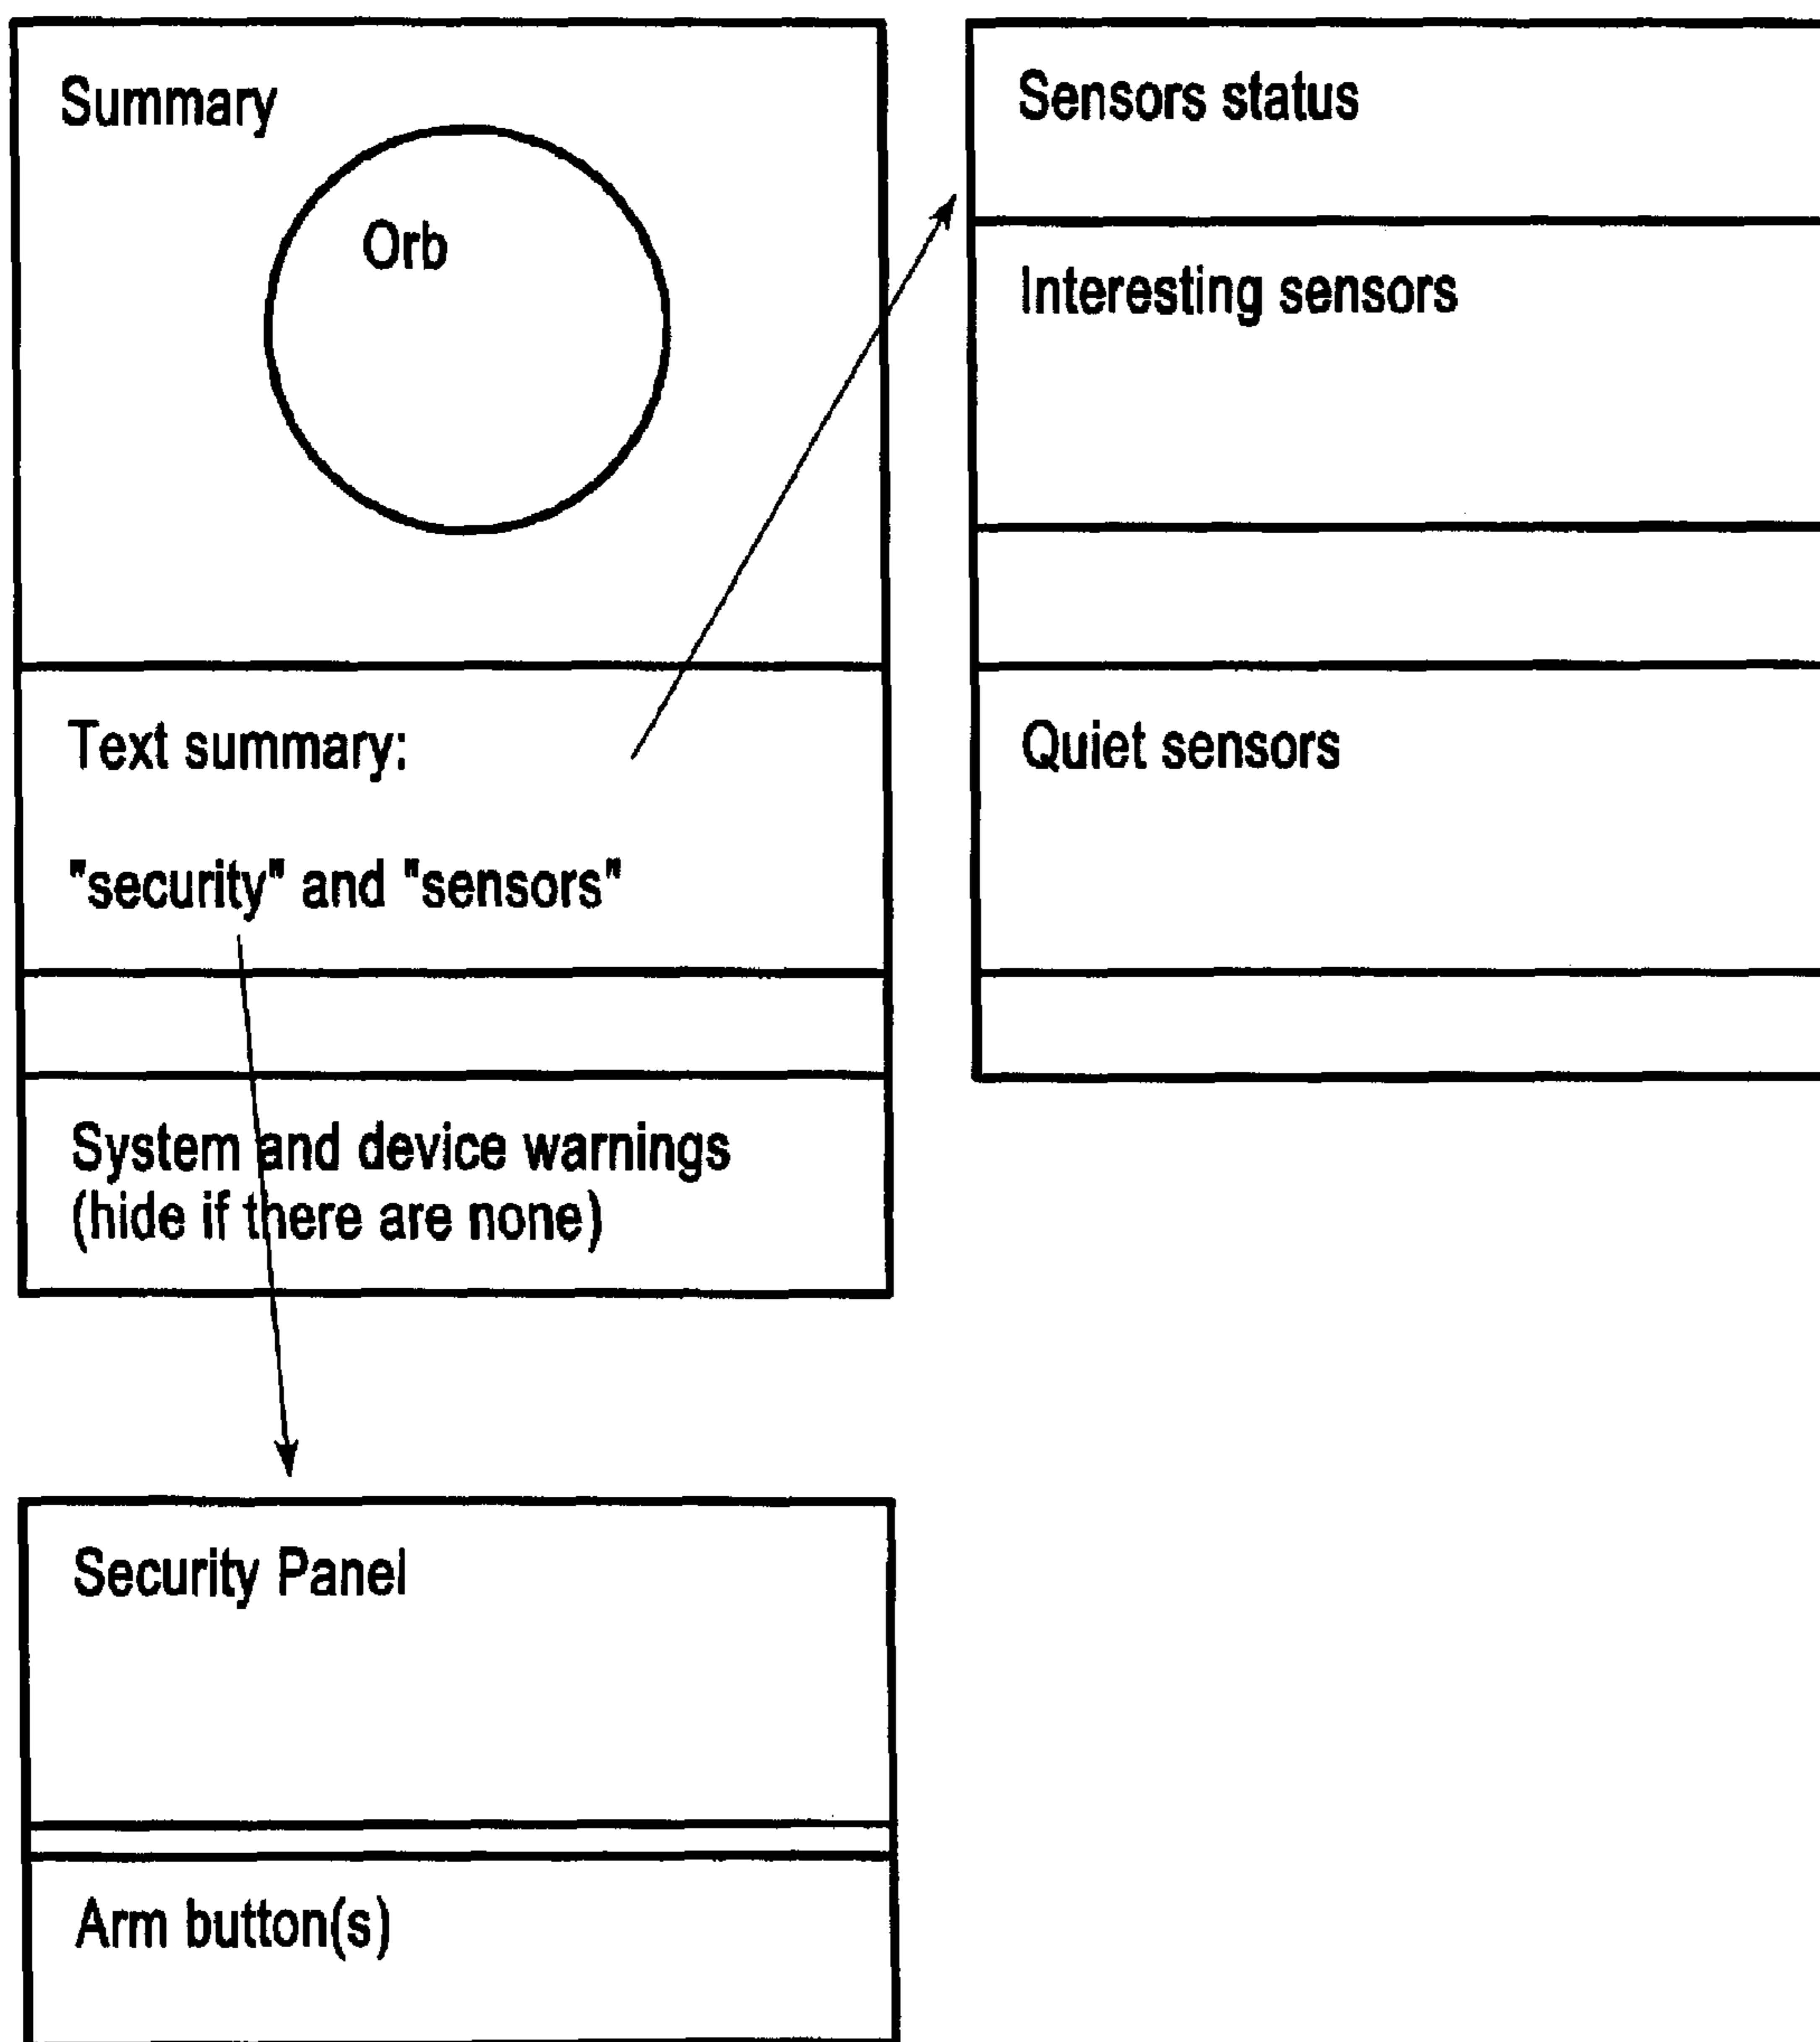 Summary
Orb
Text summary:
"security" and "sensors"
System and device warnings
(hide if there are none)
Sensors status
Interesting sensors
Quiet sensors
Security Panel
Arm button(s)